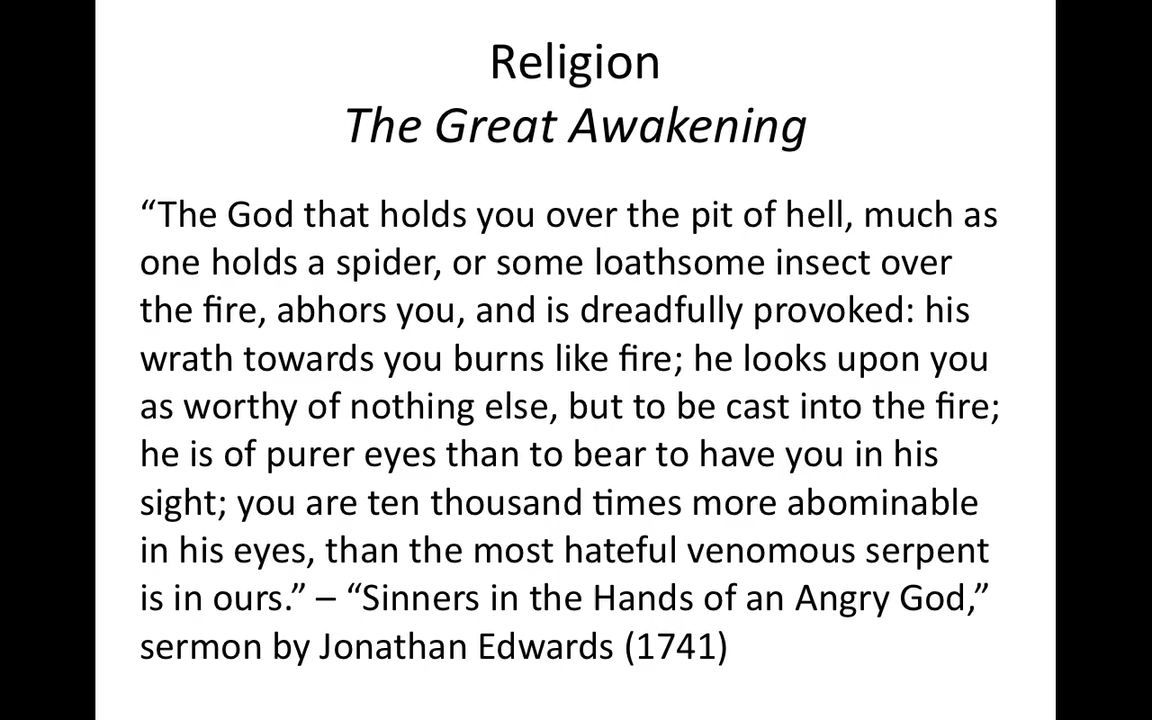 Religion
The Great Awakening
“The God that holds you over the pit of hell, much as
one holds a spider, or some loathsome insect over
the fire, abhors you, and is dreadfully provoked: his
wrath towards you burns like fire; he looks upon you
as worthy of nothing else, but to be cast into the fire;
he is of purer eyes than to bear to have you in his
sight; you are ten thousand times more abominable
in his eyes, than the most hateful venomous serpent
is in ours.” – “Sinners in the Hands of an Angry God,”
sermon by Jonathan Edwards (1741)